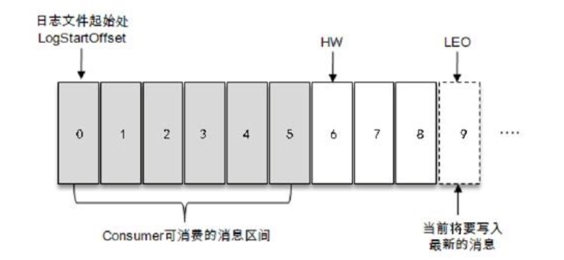 日志文件起始处
LogStartOffset
HW
LEO
0 1 2 3 4 5 6 7 8 9 ····
Consumer可消费的消息区间
当前将要写入
最新的消息